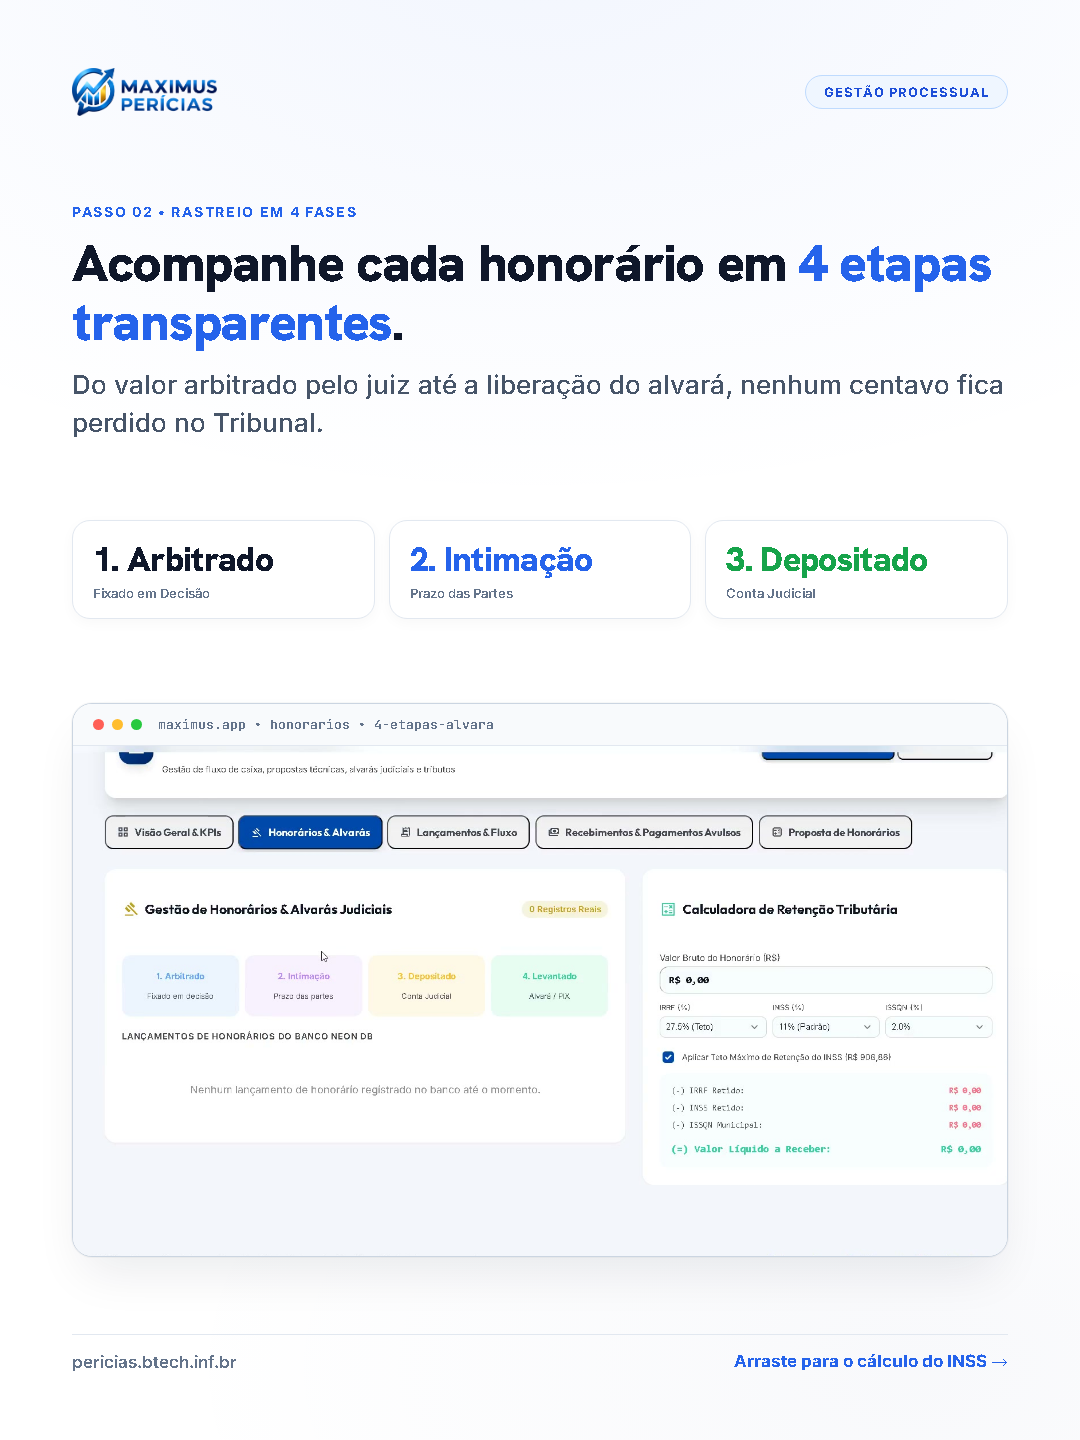 MAXIMUS
PERÍCIAS
GESTÃO PROCESSUAL
PASSO 02 • RASTREIO EM 4 FASES
Acompanhe cada honorário em 4 etapas
transparentes.
Do valor arbitrado pelo juiz até a liberação do alvará, nenhum centavo fica
perdido no Tribunal.
1. Arbitrado
Fixado em Decisão
2. Intimação
Prazo das Partes
3. Depositado
Conta Judicial
maximus.app • honorarios • 4-etapas-alvara
Gestão de fluxo de caixa, propostas técnicas, alvarás judiciais e tributos
Visão Geral & KPIs
Honorários & Alvarás
Lançamentos & Fluxo
Recebimentos & Pagamentos Avulsos
Proposta de Honorários
Gestão de Honorários & Alvarás Judiciais
0 Registros Reais
1. Arbitrado
Fixado em decisão
2. Intimação
Prazo das partes
3. Depositado
Conta Judicial
4. Levantado
Alvará / PIX
LANÇAMENTOS DE HONORÁRIOS DO BANCO NEON DB
Nenhum lançamento de honorário registrado no banco até o momento.
Calculadora de Retenção Tributária
Valor Bruto do Honorário (R$)
R$ 0,00
IRRF (%) INSS (%) ISSQN (%)
27.5% (Teto) 11% (Padrão) 2.0%
Aplicar Teto Máximo de Retenção do INSS (R$ 908,86)
(-) IRRF Retido: R$ 0,00
(-) INSS Retido: R$ 0,00
(-) ISSQN Municipal: R$ 0,00
(=) Valor Líquido a Receber: R$ 0,00
pericias.btech.inf.br
Arraste para o cálculo do INSS →